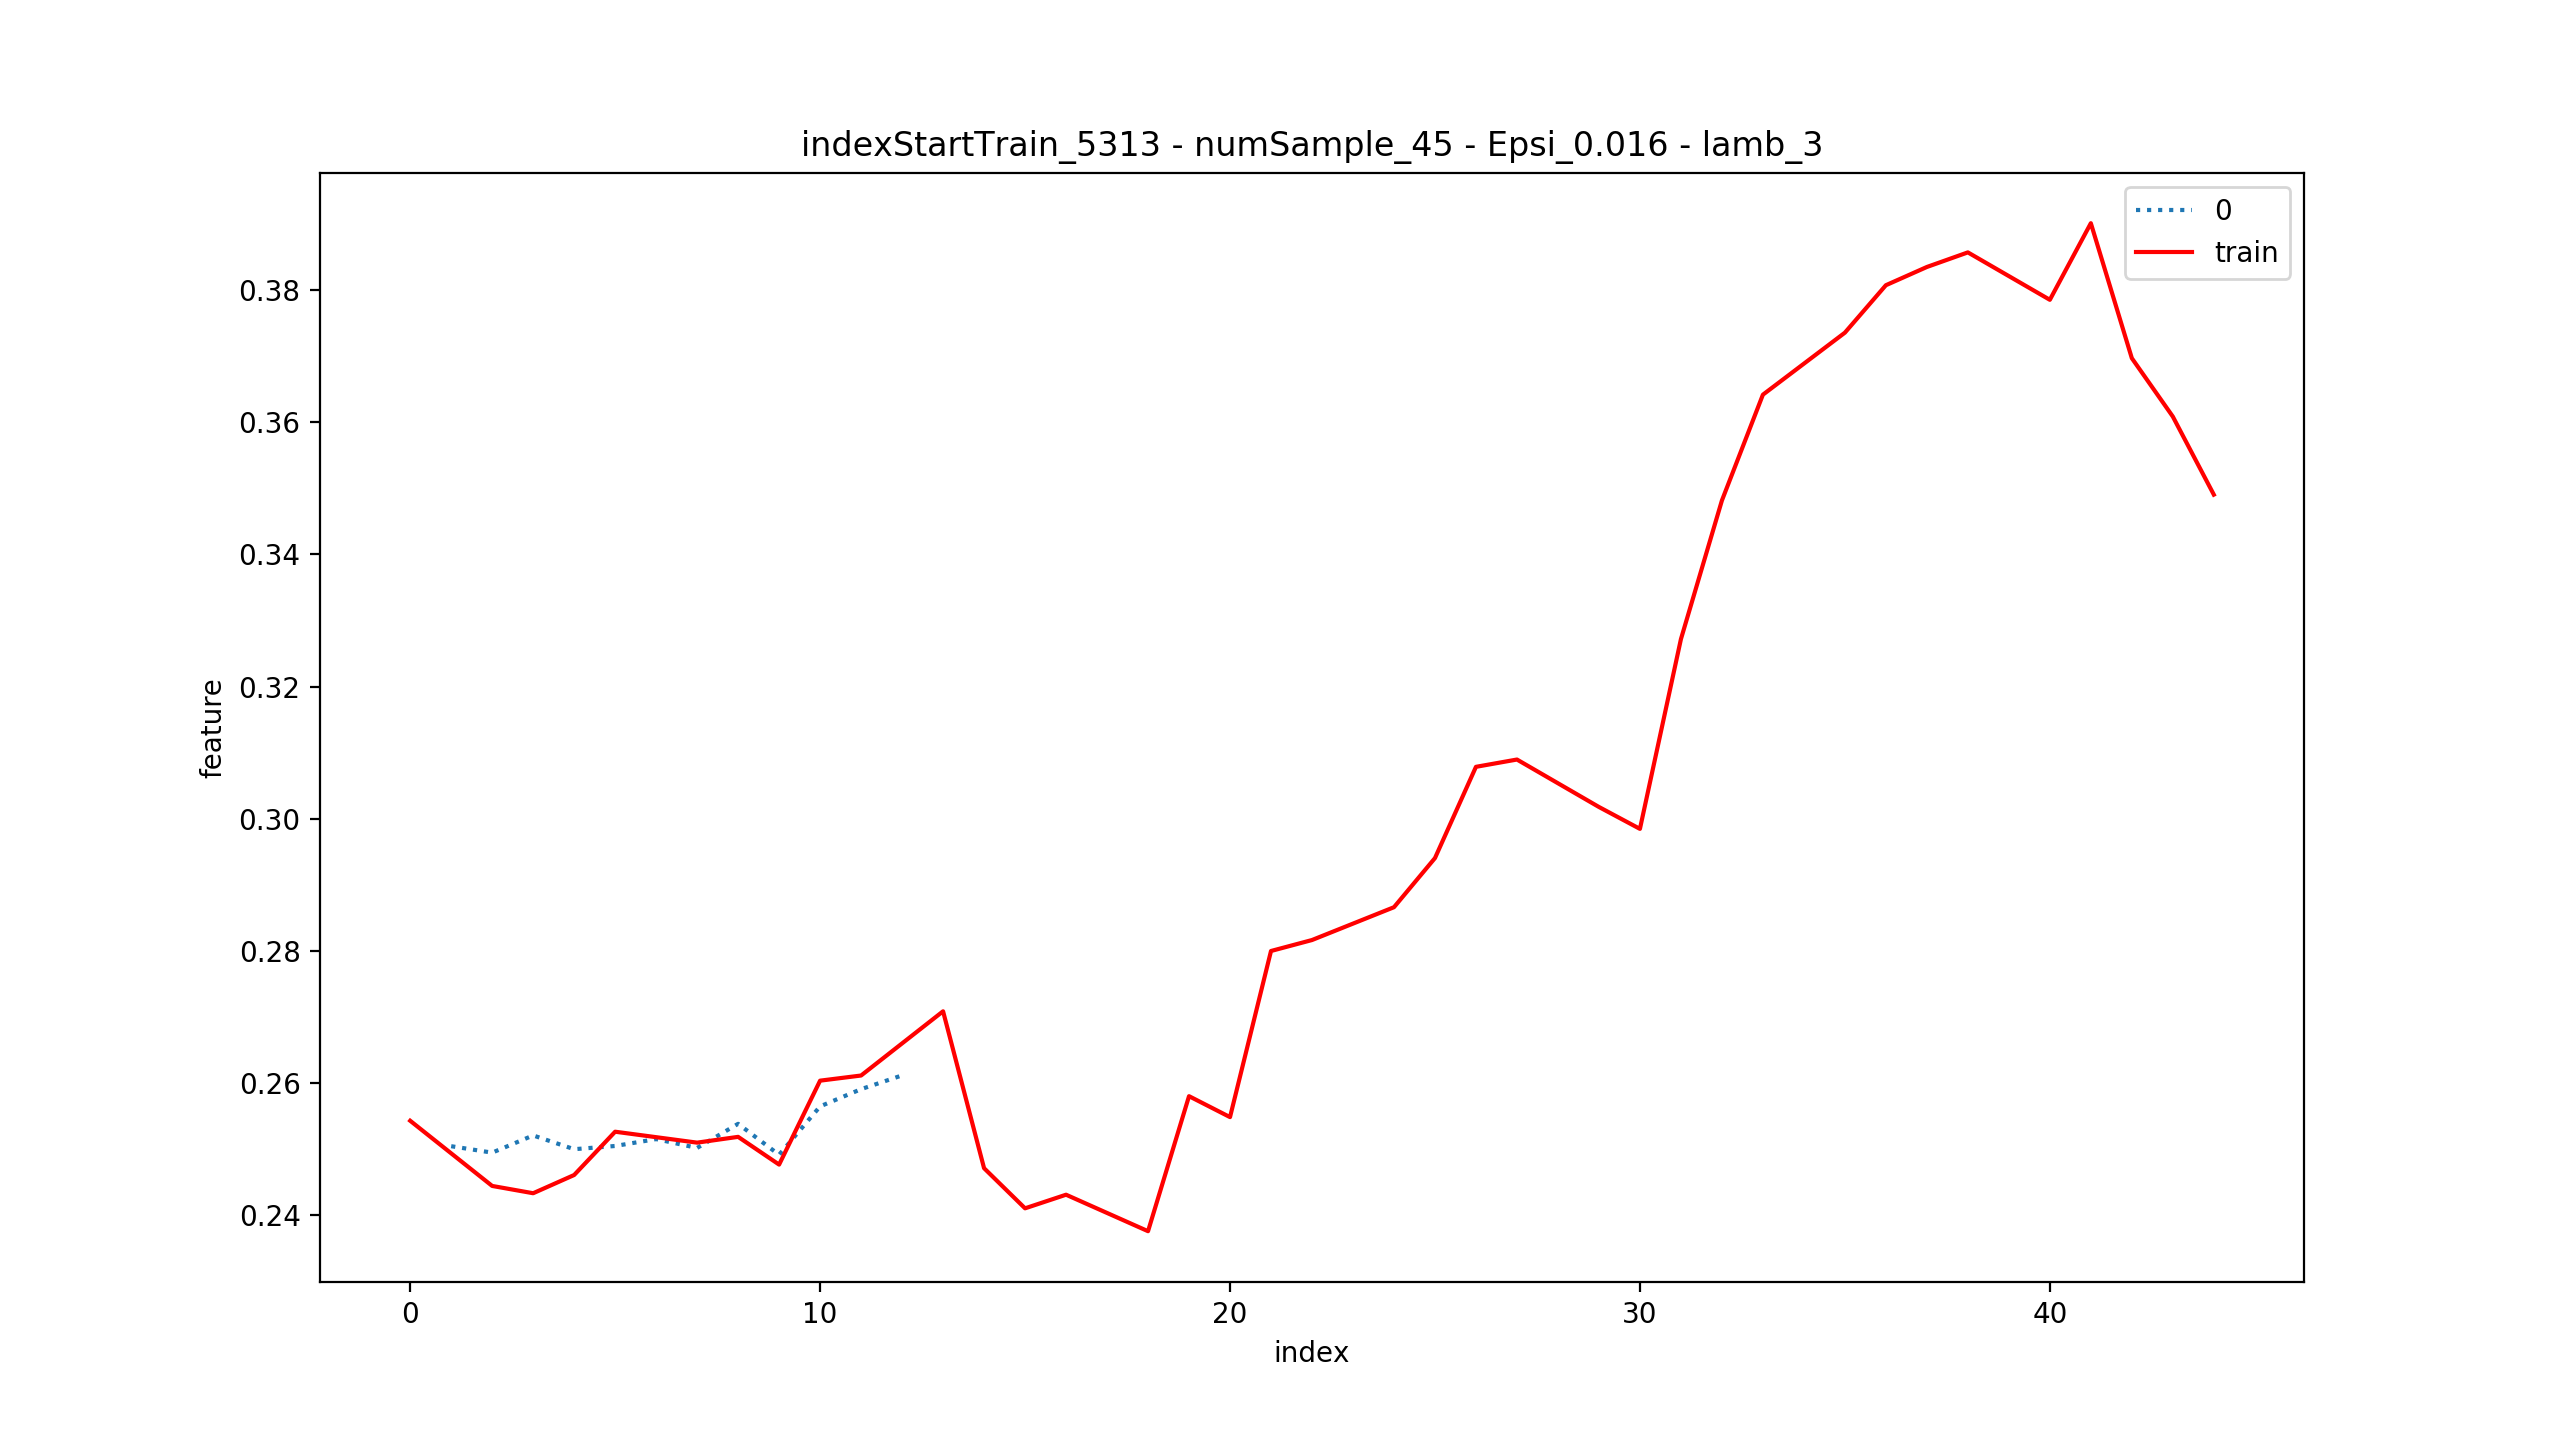 indexStartTrain_5313 - numSample_45 - Epsi_0.016 - lamb_3
0
train
0.38
0.36
0.34
0.32
0.30
0.28
0.26
0.24
feature
0 10 20 30 40
index